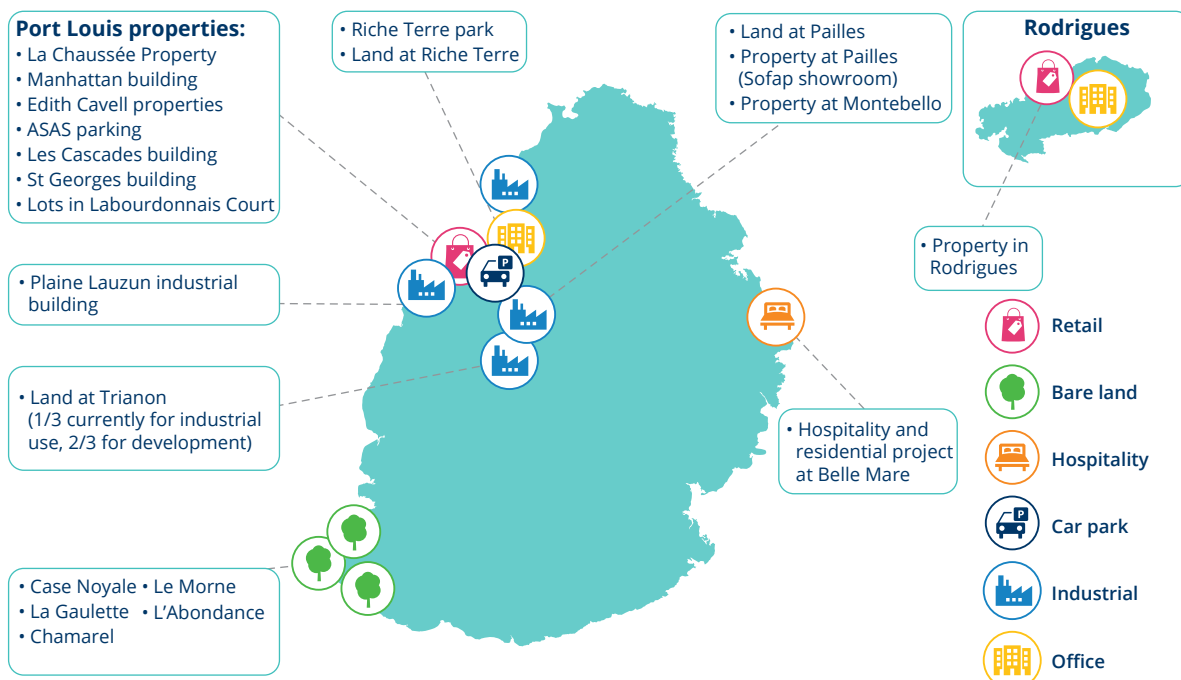 Port Louis properties:
• La Chaussée Property
• Manhattan building
• Edith Cavell properties
• ASAS parking
• Les Cascades building
• St Georges building
• Lots in Labourdonnais Court
• Riche Terre park
• Land at Riche Terre
• Land at Pailles
• Property at Pailles
(Sofap showroom)
• Property at Montebello
Rodrigues
• Property in
Rodrigues
• Plaine Lauzun industrial
building
• Land at Trianon
(1/3 currently for industrial
use, 2/3 for development)
• Hospitality and
residential project
at Belle Mare
• Case Noyale • Le Morne
• La Gaulette • L’Abondance
• Chamarel
P
Retail
Bare land
Hospitality
P
Car park
Industrial
Office